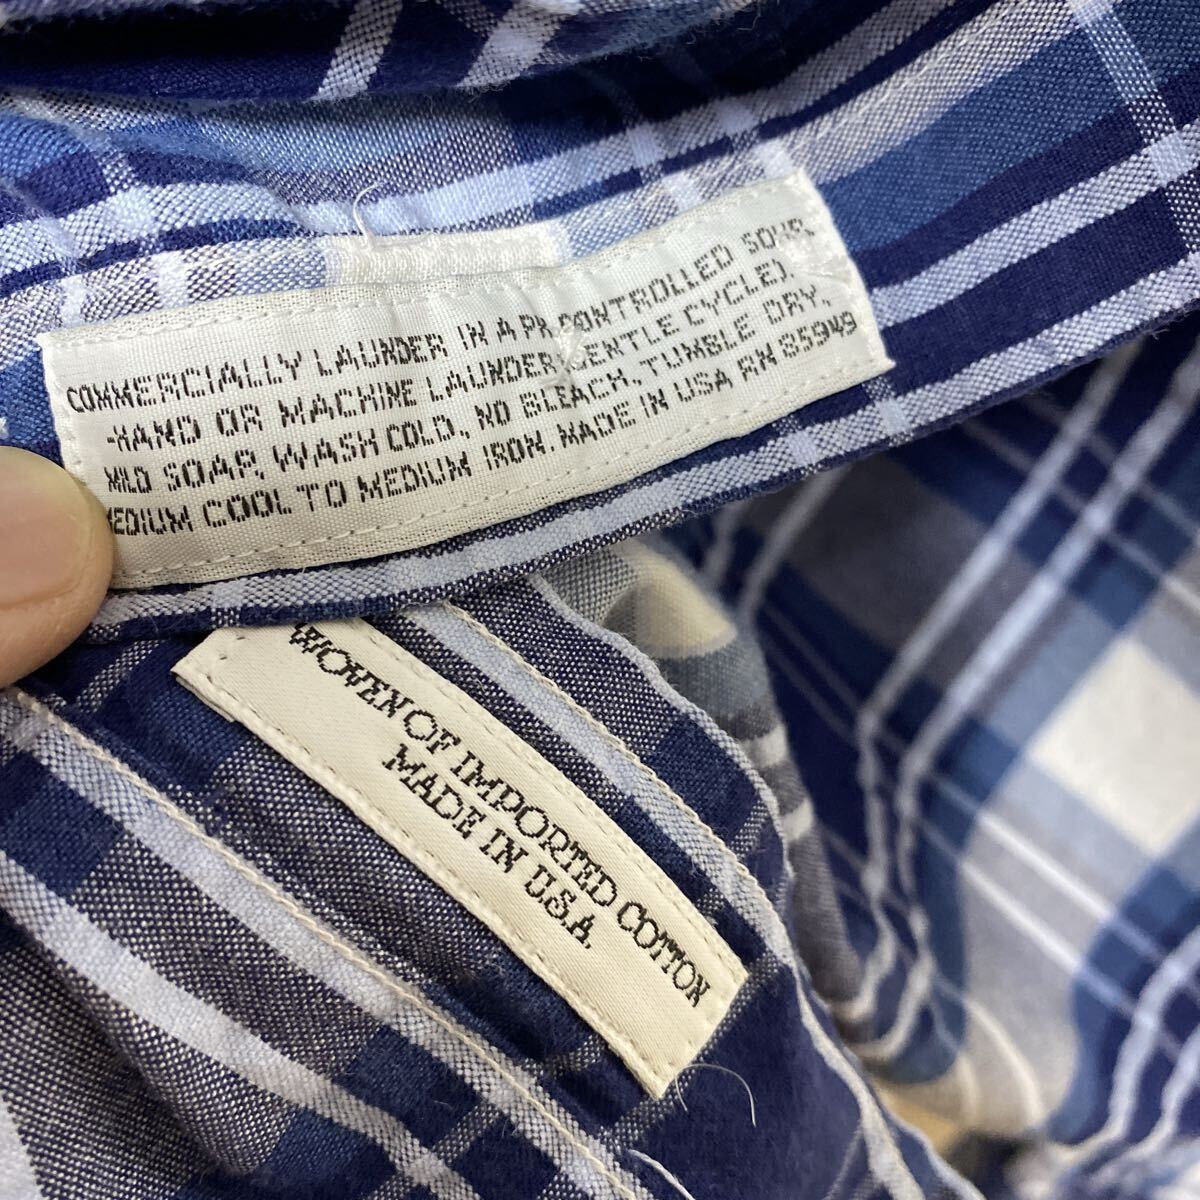 COMMERCIALLY LAUNDER IN A PH CONTROLLED SOUR.
-HAND OR MACHINE LAUNDER(GENTLE CYCLE).
MILD SOAP, WASH COLD, NO BLEACH, TUMBLE DRY,
MEDIUM COOL TO MEDIUM IRON. MADE IN USA RN 85949
WOVEN OF IMPORTED COTTON
MADE IN U.S.A.